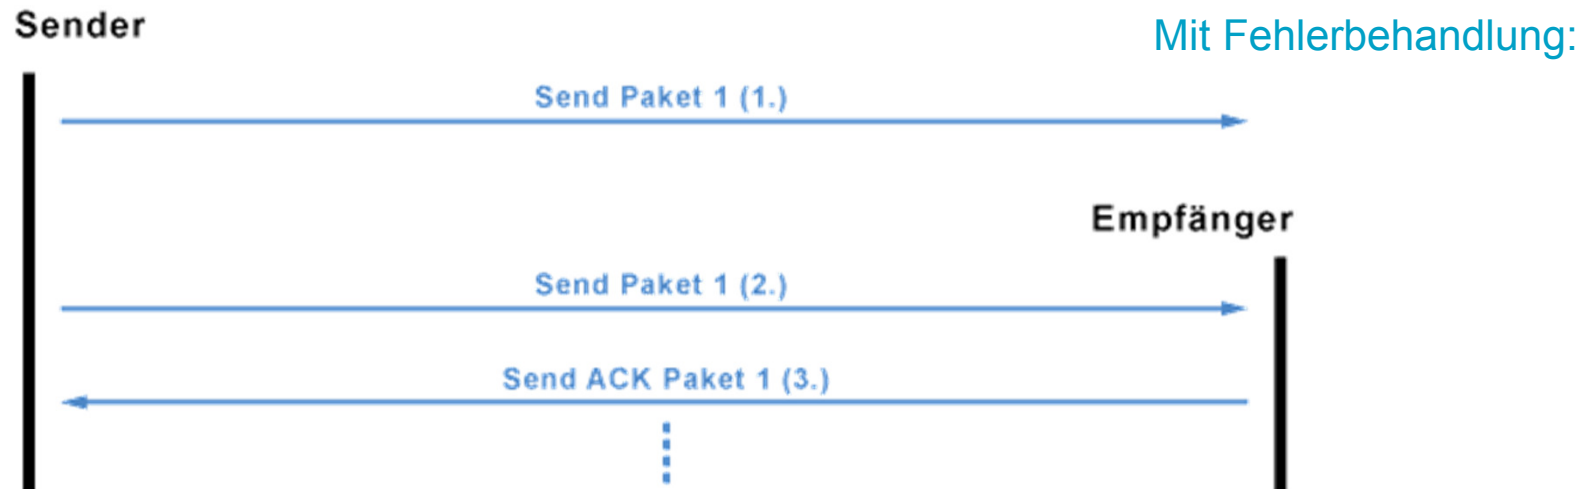 Sender
Mit Fehlerbehandlung:
Send Paket 1 (1.)
Empfänger
Send Paket 1 (2.)
Send ACK Paket 1 (3.)